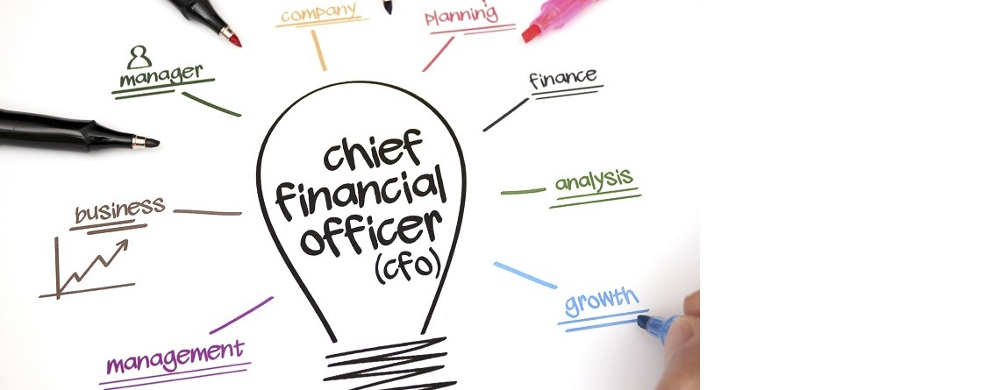 company
planning
manager
finance
chief
financial
officer
(cfo)
analysis
business
growth
management